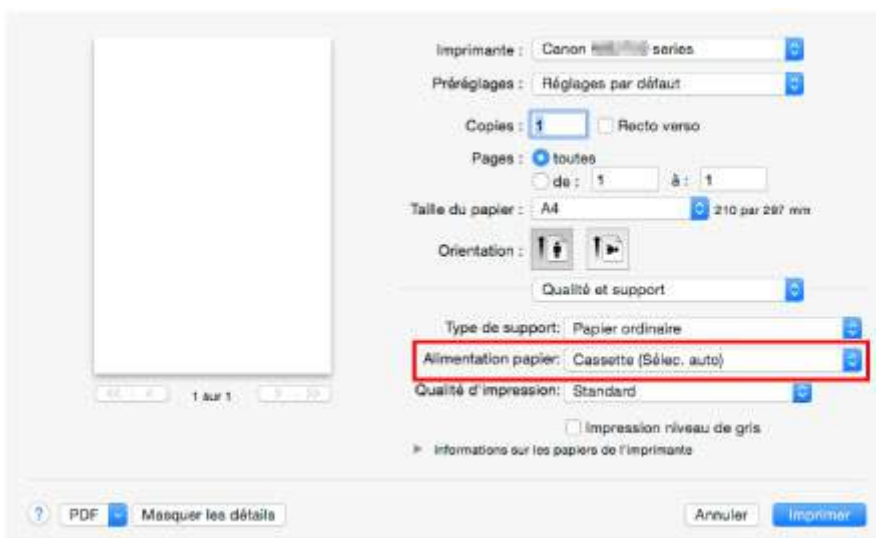 Imprimante : Canon series
Préréglages : Réglages par défaut
Copies : 1 Recto verso
Pages : toutes
de : 1 à : 1
Taille du papier : A4 210 par 297 mm
Orientation :
Qualité et support
Type de support: Papier ordinaire
Alimentation papier: Cassette (Sélec. auto)
Qualité d'impression: Standard
Impression niveau de gris
Informations sur les papiers de l'imprimante
1 sur 1
? PDF Masquer les détails Annuler Imprimer